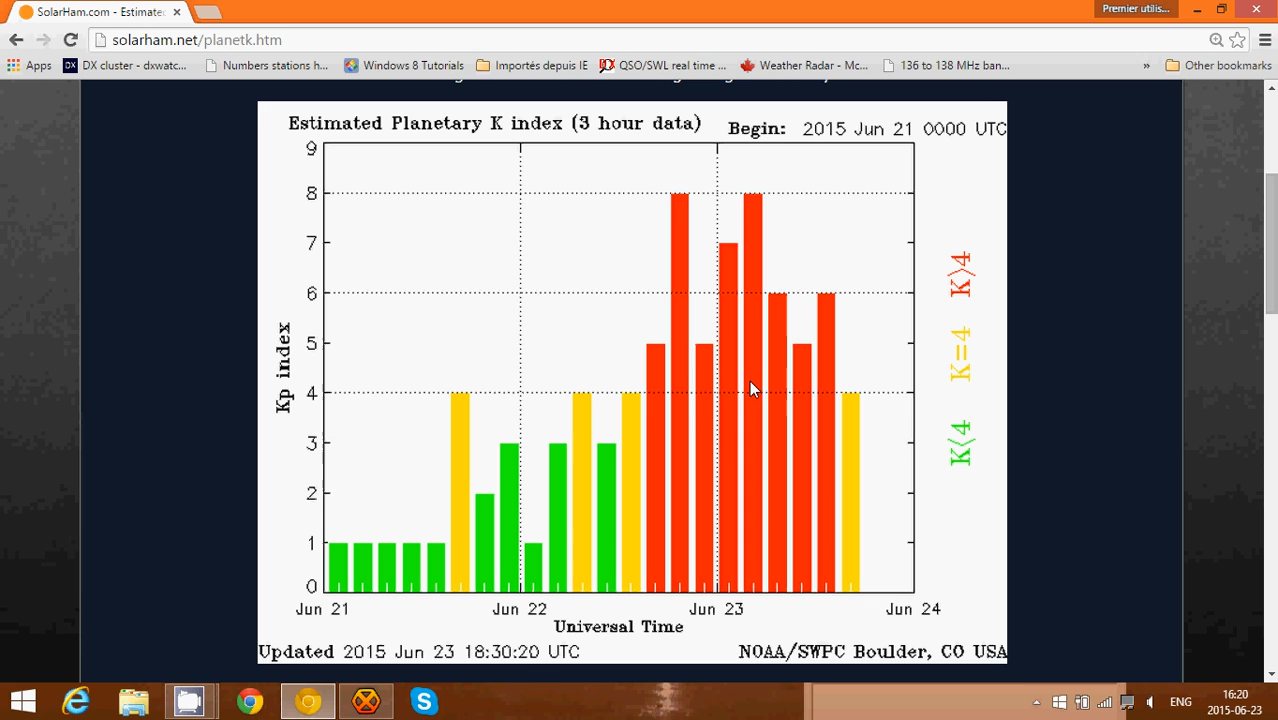 SolarHam.com - Estimate
Premier utilis...
solarham.net/planetk.htm
Apps
DX cluster - dxwatc...
Numbers stations h...
Windows 8 Tutorials
Importés depuis IE
QSO/SWL real time ...
Weather Radar - Mc...
136 to 138 MHz ban...
»
Other bookmarks
Estimated Planetary K index (3 hour data)
Begin: 2015 Jun 21 0000 UTC
9
8
7
6
5
4
3
2
1
0
Kp index
K>4
K=4
K<4
Jun 21
Jun 22
Jun 23
Jun 24
Universal Time
Updated 2015 Jun 23 18:30:20 UTC
NOAA/SWPC Boulder, CO USA
ENG
16:20
2015-06-23